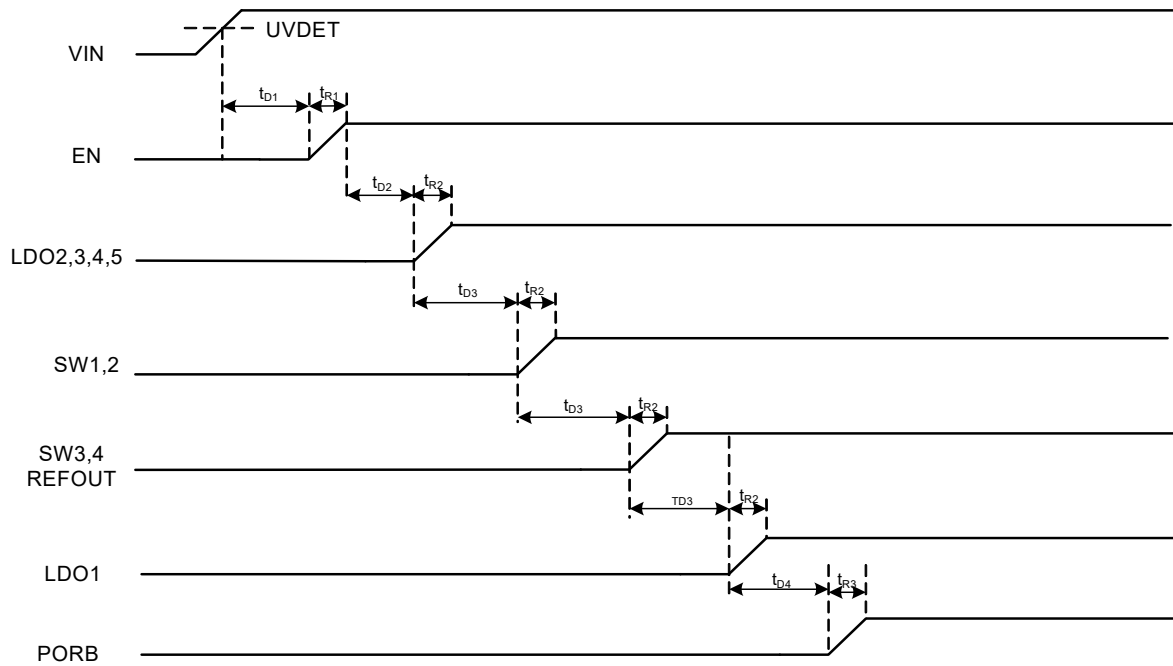 UVDET
VIN
tD1 tR1
EN
tD2 tR2
LDO2,3,4,5
tD3 tR2
SW1,2
tD3 tR2
SW3,4
REFOUT
TD3 tR2
LDO1
tD4 tR3
PORB